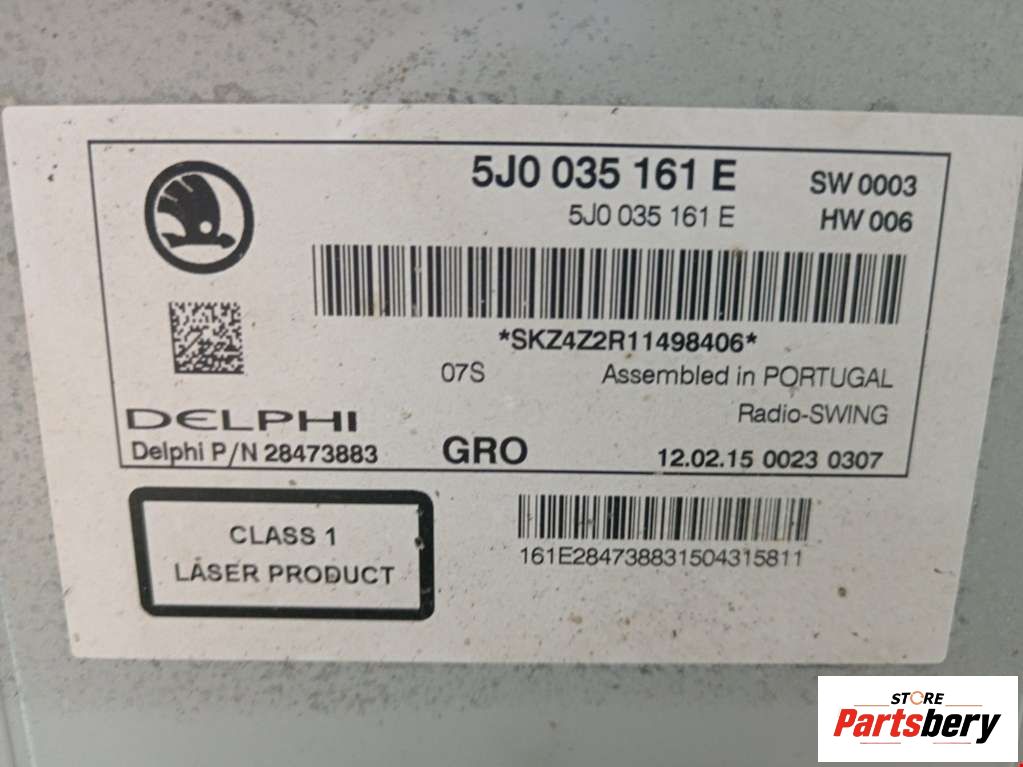 5J0 035 161 E SW 0003
5J0 035 161 E HW 006
*SKZ4Z2R11498406*
07S Assembled in PORTUGAL
Radio-SWING
DELPHI
Delphi P/N 28473883 GRO 12.02.15 0023 0307
CLASS 1
LASER PRODUCT
161E284738831504315811
STORE
Partsbery